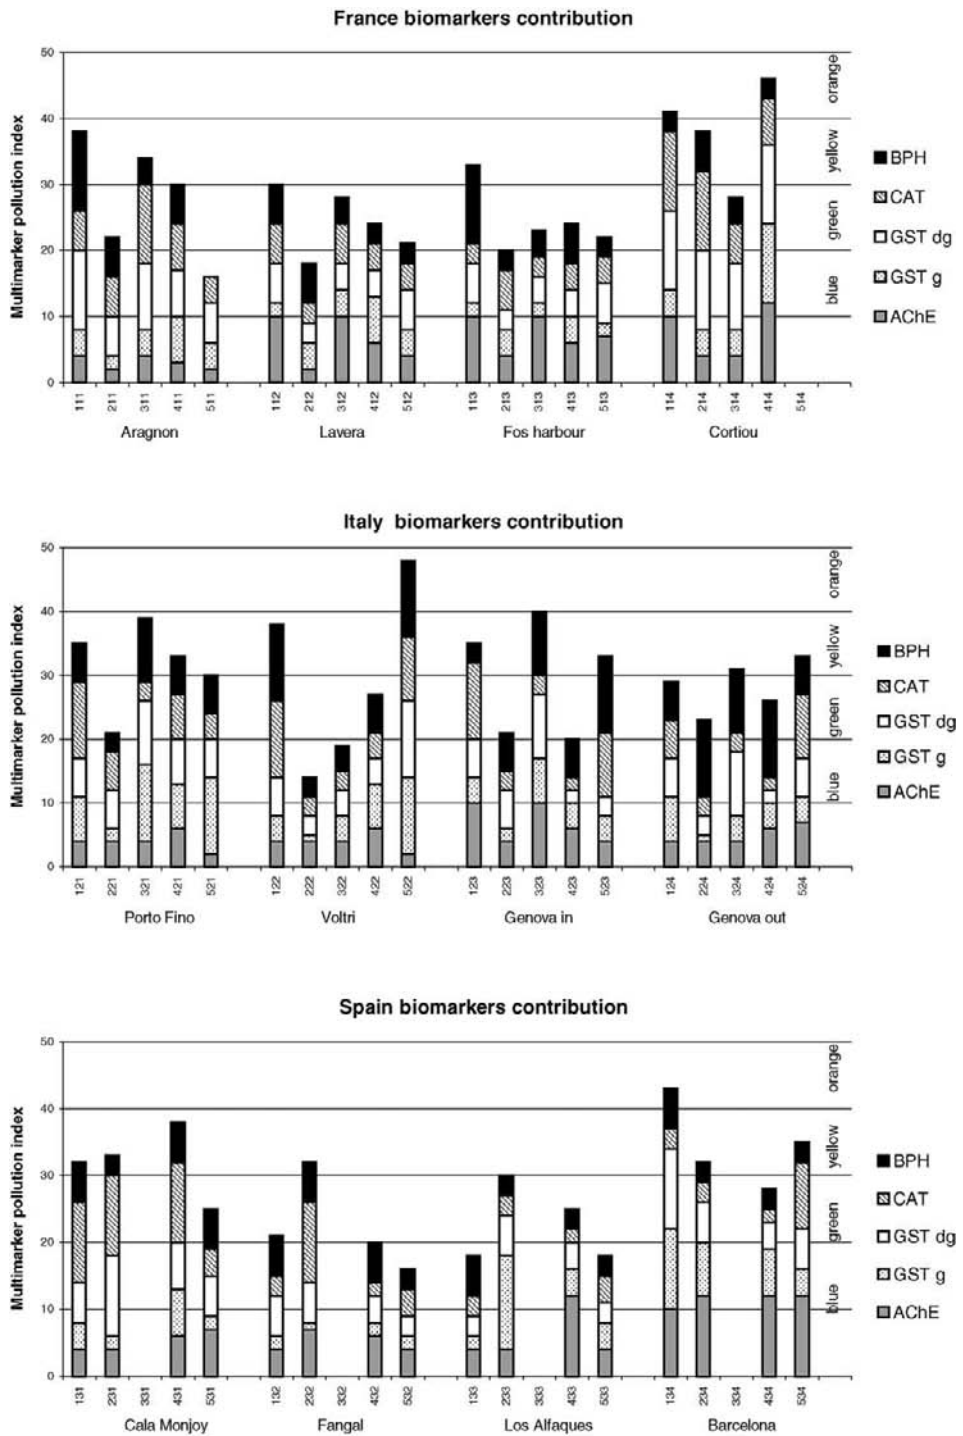 France biomarkers contribution
Multimarker pollution index
50
40
30
20
10
0
orange
yellow
green
blue
BPH
CAT
GST dg
GST g
AChE
111 211 311 411 511 112 212 312 412 512 113 213 313 413 513 114 214 314 414 514
Aragnon Lavera Fos harbour Cortiou
Italy biomarkers contribution
Multimarker pollution index
50
40
30
20
10
0
orange
yellow
green
blue
BPH
CAT
GST dg
GST g
AChE
121 221 321 421 521 122 222 322 422 522 123 223 323 423 523 124 224 324 424 524
Porto Fino Voltri Genova in Genova out
Spain biomarkers contribution
Multimarker pollution index
50
40
30
20
10
0
orange
yellow
green
blue
BPH
CAT
GST dg
GST g
AChE
131 231 331 431 531 132 232 332 432 532 133 233 333 433 533 134 234 334 434 534
Cala Monjoy Fangal Los Alfaques Barcelona